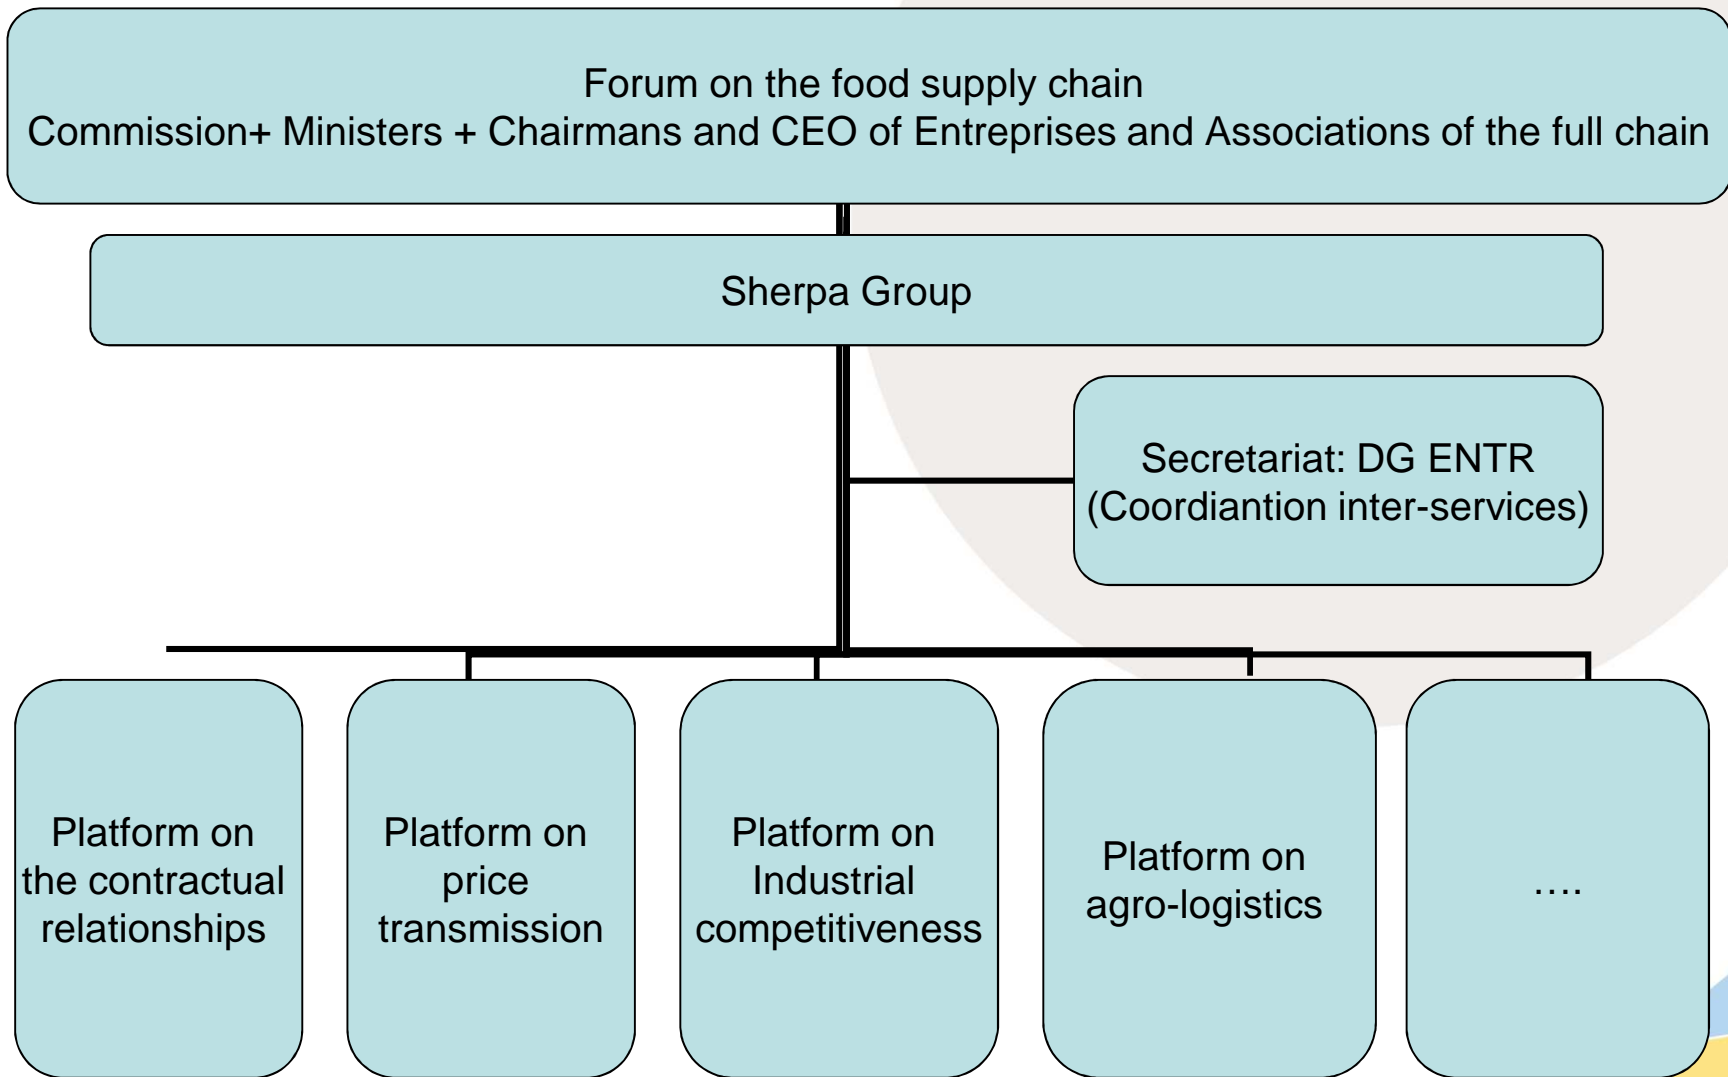 Forum on the food supply chain
Commission+ Ministers + Chairmans and CEO of Entreprises and Associations of the full chain
Sherpa Group
Secretariat: DG ENTR
(Coordiantion inter-services)
Platform on
the contractual
relationships
Platform on
price
transmission
Platform on
Industrial
competitiveness
Platform on
agro-logistics
….